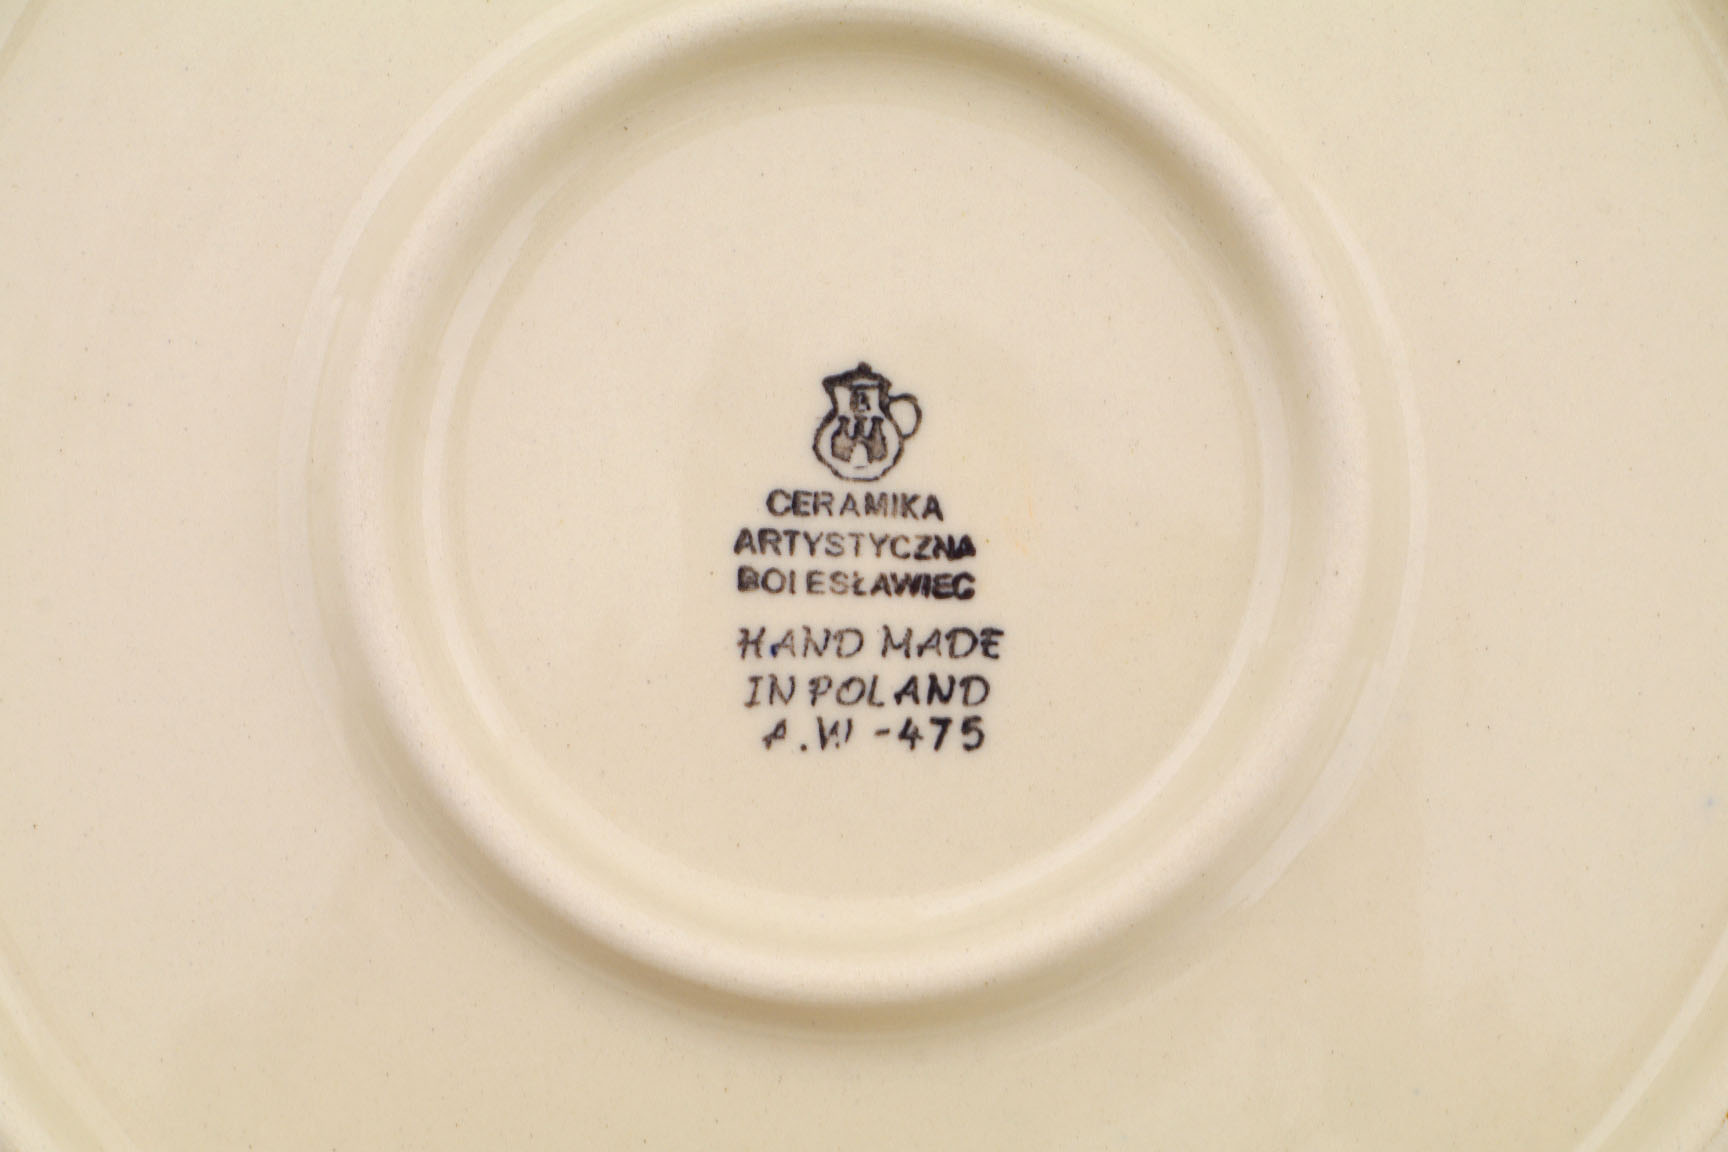 CERAMIKA
ARTYSTYCZNA
BOLESŁAWIEC
HAND MADE
IN POLAND
A.W-475